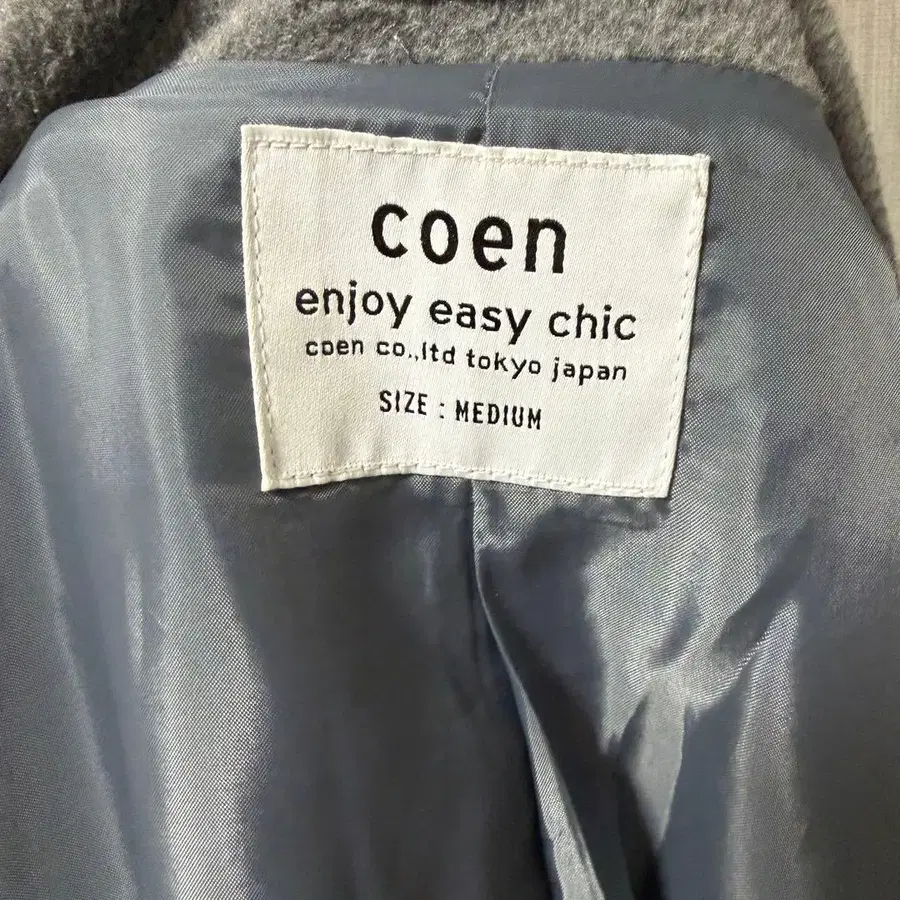 coen
enjoy easy chic
coen co.,ltd tokyo japan
SIZE : MEDIUM